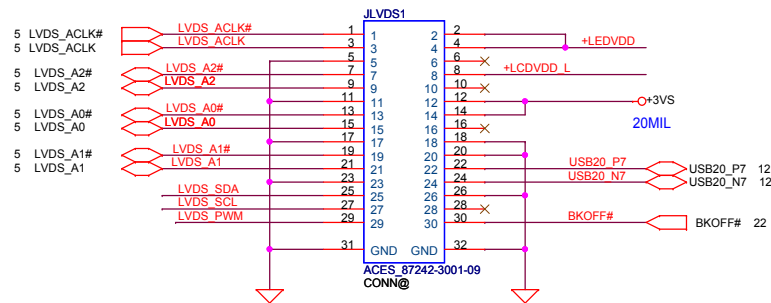 JLVDS1
5 LVDS_ACLK# LVDS_ACLK# 1 1 2 2
5 LVDS_ACLK LVDS_ACLK 3 3 4 4 +LEDVDD
5 5 6 6
5 LVDS_A2# LVDS_A2# 7 7 8 8 +LCDVDD_L
5 LVDS_A2 LVDS_A2 9 9 10 10
11 11 12 12 +3VS
5 LVDS_A0# LVDS_A0# 13 13 14 14
5 LVDS_A0 LVDS_A0 15 15 16 16 20MIL
17 17 18 18
5 LVDS_A1# LVDS_A1# 19 19 20 20
5 LVDS_A1 LVDS_A1 21 21 22 22 USB20_P7 USB20_P7 12
23 23 24 24 USB20_N7 USB20_N7 12
LVDS_SDA 25 25 26 26
LVDS_SCL 27 27 28 28
LVDS_PWM 29 29 30 30 BKOFF# BKOFF# 22
31 GND GND 32
ACES_87242-3001-09
CONN@